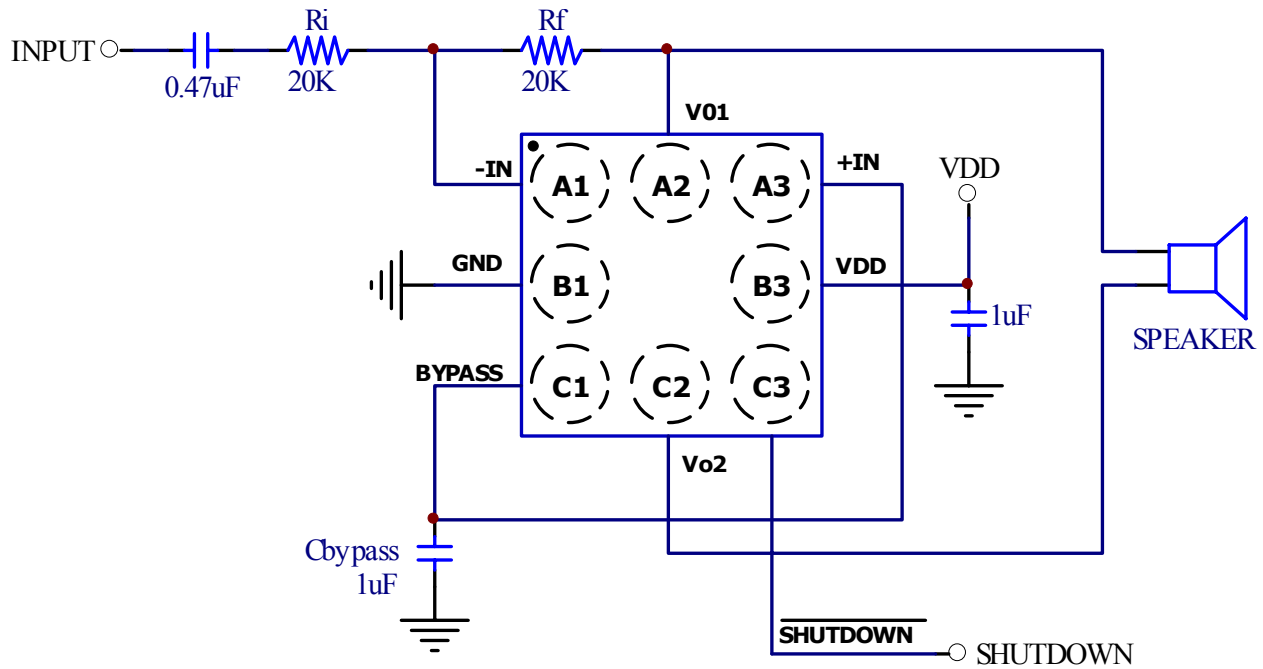 Ri
Rf
INPUT
0.47uF
20K
20K
V01
-IN
A1
A2
A3
+IN
VDD
GND
B1
B3
VDD
1uF
SPEAKER
BYPASS
C1
C2
C3
Vo2
Cbypass
1uF
SHUTDOWN
SHUTDOWN